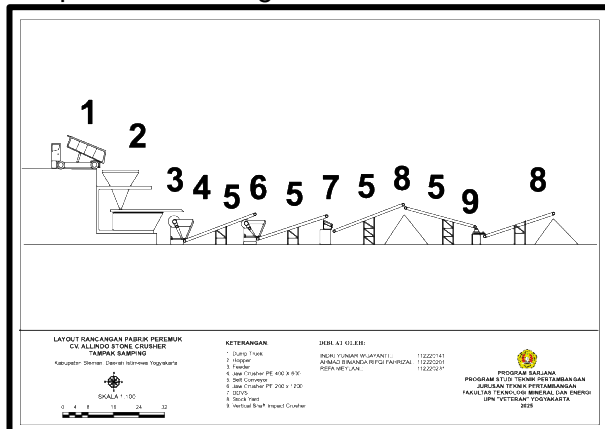 1
2
3 4 5 6 5 7 5 8 5 9 8
LAYOUT RANCANGAN PABRIK PEREMUK
CV. ALLINDO STONE CRUSHER
TAMPAK SAMPING
Kabupaten Sleman Daerah Istimewa Yogyakarta
SKALA 1:100
0 4 8 16 24 32
KETERANGAN:
1. Dump Truck
2. Hopper
3. Feeder
4. Jaw Crusher PE 400 X 600
5. Belt Conveyor
6. Jaw Crusher PF 200 x 1200
7. DDVS
8. Stock Yard
9. Vertical Shaft Impact Crusher
DIBUAT OLEH:
INDRI YUNIAR WIJAYANTI : 112220141
AHMAD BIMANDA RIFQI FAHRIZAL : 112220201
REFA MEYLAN
PROGRAM SARJANA
PROGRAM STUDI TEKNIK PERTAMBANGAN
JURUSAN TEKNIK PERTAMBANGAN
FAKULTAS TEKNOLOGI MINERAL DAN ENERGI
UPN "VETERAN" YOGYAKARTA
2025